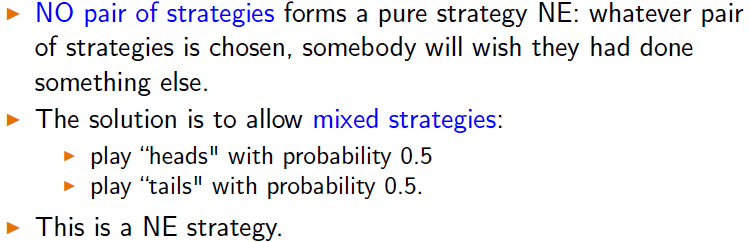 ▶ NO pair of strategies forms a pure strategy NE: whatever pair
of strategies is chosen, somebody will wish they had done
something else.
▶ The solution is to allow mixed strategies:
▶ play “heads" with probability 0.5
▶ play “tails" with probability 0.5.
▶ This is a NE strategy.